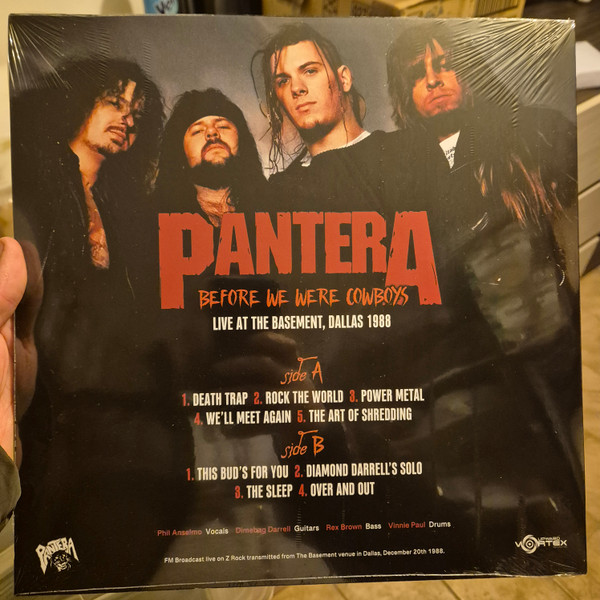 PANTERA
BEFORE WE WERE COWBOYS
LIVE AT THE BASEMENT, DALLAS 1988
side A
1. DEATH TRAP 2. ROCK THE WORLD 3. POWER METAL
4. WE'LL MEET AGAIN 5. THE ART OF SHREDDING
side B
1. THIS BUD'S FOR YOU 2. DIAMOND DARRELL'S SOLO
3. THE SLEEP 4. OVER AND OUT
Phil Anselmo Vocals Dimebag Darrell Guitars Rex Brown Bass Vinnie Paul Drums
PANTERA
FM Broadcast live on Z Rock transmitted from The Basement venue in Dallas, December 20th 1988.
VORTEX